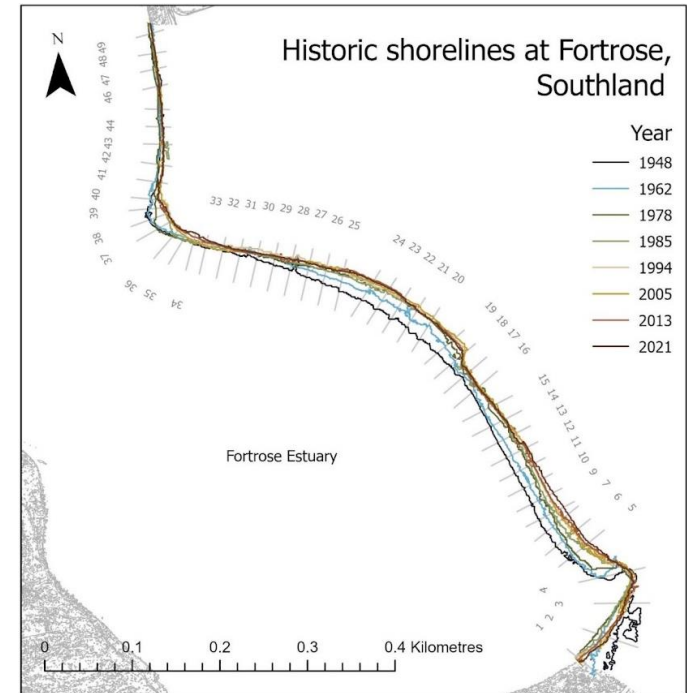 Historic shorelines at Fortrose,
Southland
N
Year
1948
1962
1978
1985
1994
2005
2013
2021
48 49
46 47
44
42 43
41
40
39
38
37
36 35 34
33 32 31 30 29 28 27 26 25
24 23 22 21 20
19 18 17 16
15 14 13 12 11 10 9 7 6 5
4
1 2 3
Fortrose Estuary
0 0.1 0.2 0.3 0.4 Kilometres